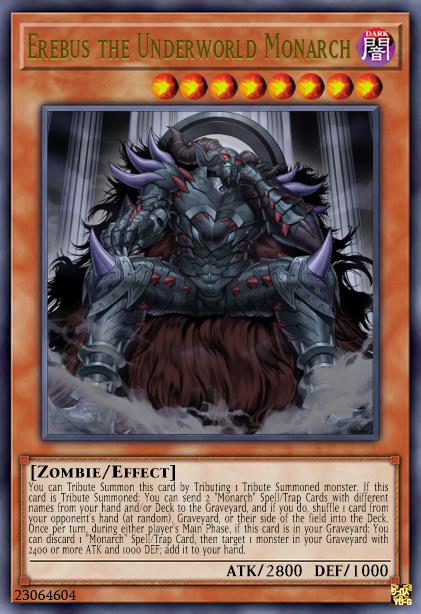 EREBUS THE UNDERWORLD MONARCH
DARK
闇
[ZOMBIE/EFFECT]
You can Tribute Summon this card by Tributing 1 Tribute Summoned monster. If this
card is Tribute Summoned: You can send 2 "Monarch" Spell/Trap Cards with different
names from your hand and/or Deck to the Graveyard, and if you do, shuffle 1 card from
your opponent's hand (at random), Graveyard, or their side of the field into the Deck.
Once per turn, during either player's Main Phase, if this card is in your Graveyard: You
can discard 1 "Monarch" Spell/Trap Card, then target 1 monster in your Graveyard with
2400 or more ATK and 1000 DEF; add it to your hand.
ATK/2800 DEF/1000
23064604